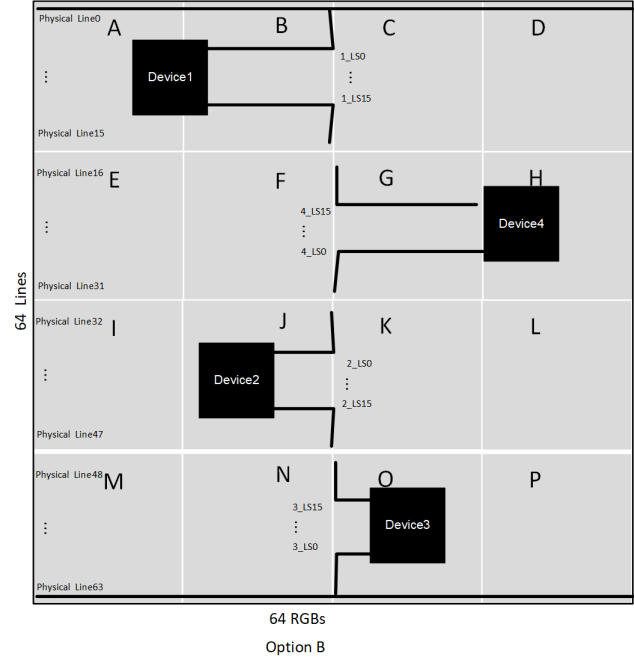 Physical Line0
A
B
C
D
Device1
1_LS0
⋮
⋮
1_LS15
Physical Line15
Physical Line16
E
F
G
H
4_LS15
Device4
⋮
⋮
4_LS0
Physical Line31
64 Lines
Physical Line32
I
J
K
L
2_LS0
Device2
⋮
⋮
2_LS15
Physical Line47
Physical Line48
M
N
O
P
3_LS15
Device3
⋮
⋮
3_LS0
Physical Line63
64 RGBs
Option B